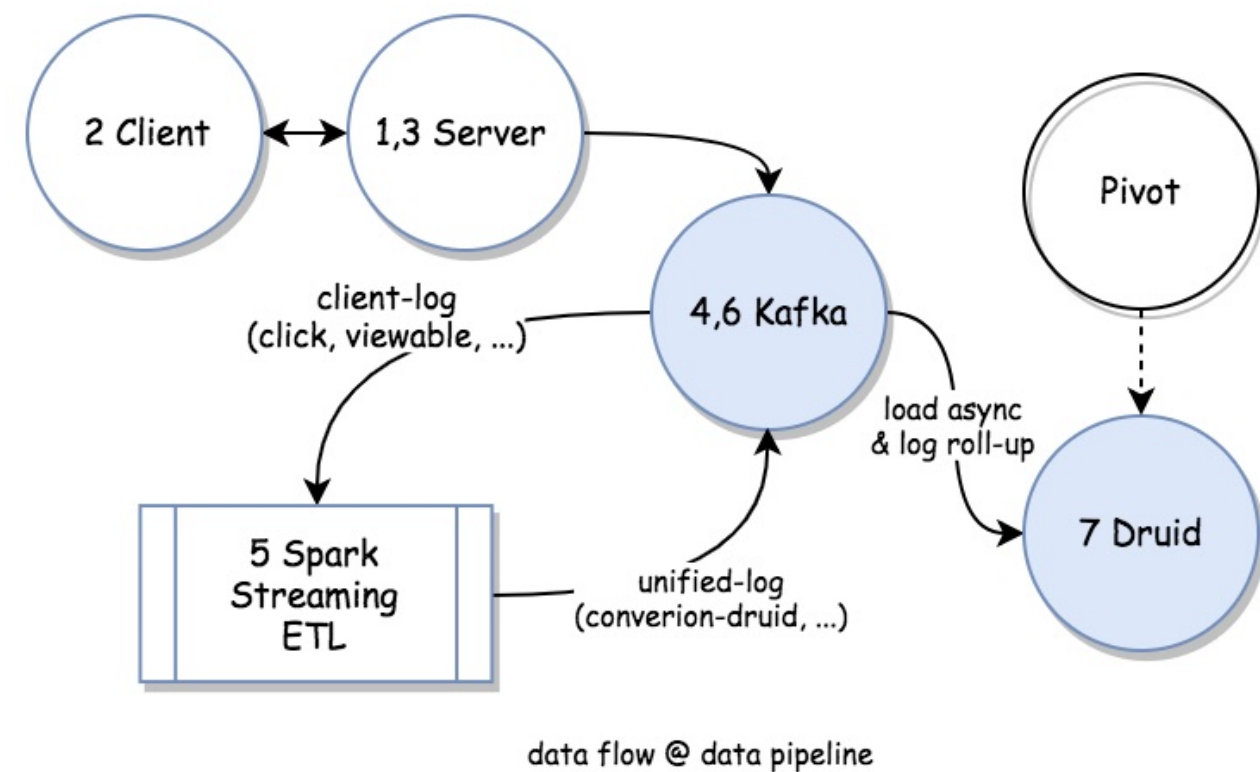 2 Client
1,3 Server
Pivot
client-log
(click, viewable, ...)
4,6 Kafka
load async
& log roll-up
5 Spark
Streaming
ETL
unified-log
(converion-druid, ...)
7 Druid
data flow @ data pipeline